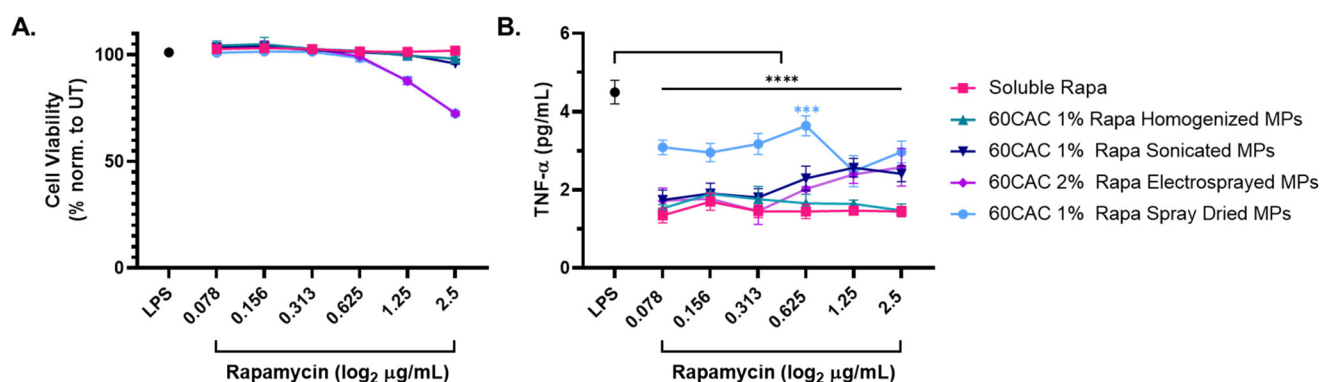 A.
Cell Viability
(% norm. to UT)
100
50
0
LPS
0.078
0.156
0.313
0.625
1.25
2.5
Rapamycin (log₂ µg/mL)
B.
TNF-α (pg/mL)
6
4
2
0
****
***
LPS
0.078
0.156
0.313
0.625
1.25
2.5
Rapamycin (log₂ µg/mL)
Soluble Rapa
60CAC 1% Rapa Homogenized MPs
60CAC 1% Rapa Sonicated MPs
60CAC 2% Rapa Electrosprayed MPs
60CAC 1% Rapa Spray Dried MPs